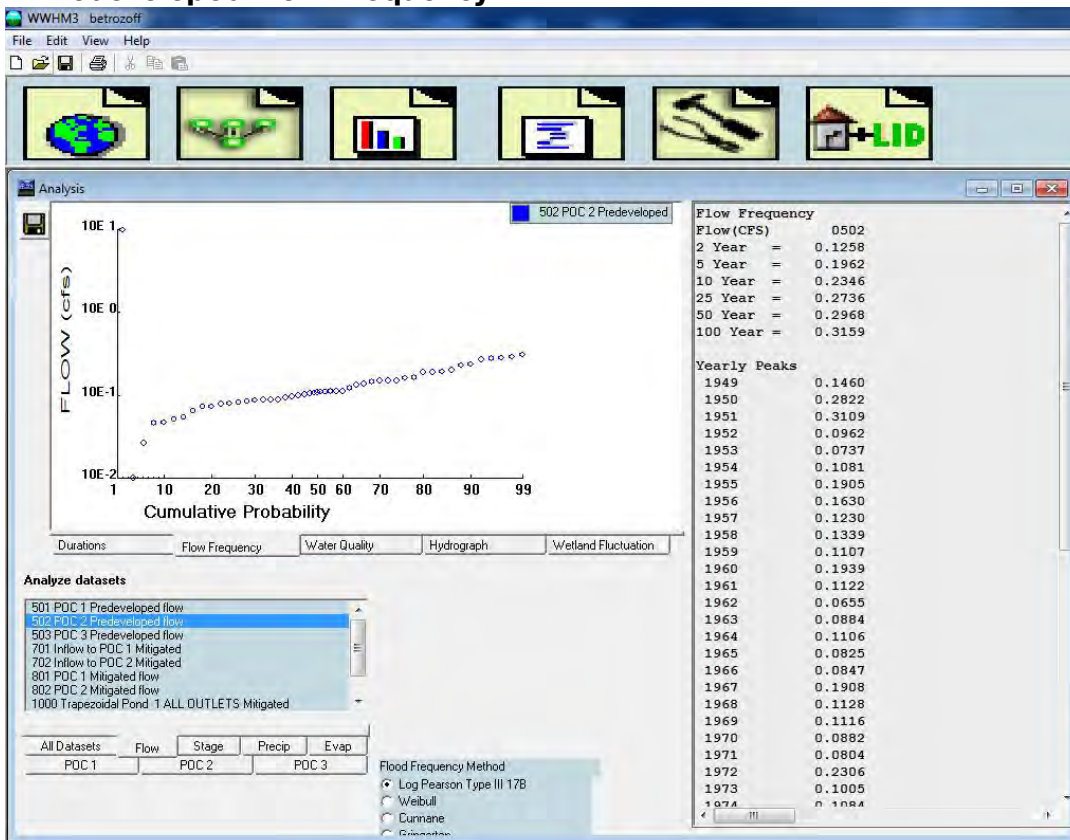 WWHM3 betrozoff
File Edit View Help
+LID
Analysis
502 POC 2 Predeveloped
10E 1
10E 0
10E-1
10E-2
FLOW (cfs)
1 10 20 30 40 50 60 70 80 90 99
Cumulative Probability
Durations Flow Frequency Water Quality Hydrograph Wetland Fluctuation
Analyze datasets
501 POC 1 Predeveloped flow
502 POC 2 Predeveloped flow
503 POC 3 Predeveloped flow
701 Inflow to POC 1 Mitigated
702 Inflow to POC 2 Mitigated
801 POC 1 Mitigated flow
802 POC 2 Mitigated flow
1000 Trapezoidal Pond 1 ALL OUTLETS Mitigated
All Datasets Flow Stage Precip Evap
POC 1 POC 2 POC 3
Flood Frequency Method
Log Pearson Type III 17B
Weibull
Cunnane
Flow Frequency
Flow(CFS) 0502
2 Year = 0.1258
5 Year = 0.1962
10 Year = 0.2346
25 Year = 0.2736
50 Year = 0.2968
100 Year = 0.3159
Yearly Peaks
1949 0.1460
1950 0.2822
1951 0.3109
1952 0.0962
1953 0.0737
1954 0.1081
1955 0.1905
1956 0.1630
1957 0.1230
1958 0.1339
1959 0.1107
1960 0.1939
1961 0.1122
1962 0.0655
1963 0.0884
1964 0.1106
1965 0.0825
1966 0.0847
1967 0.1908
1968 0.1128
1969 0.1116
1970 0.0882
1971 0.0804
1972 0.2306
1973 0.1005
1974 0.1084